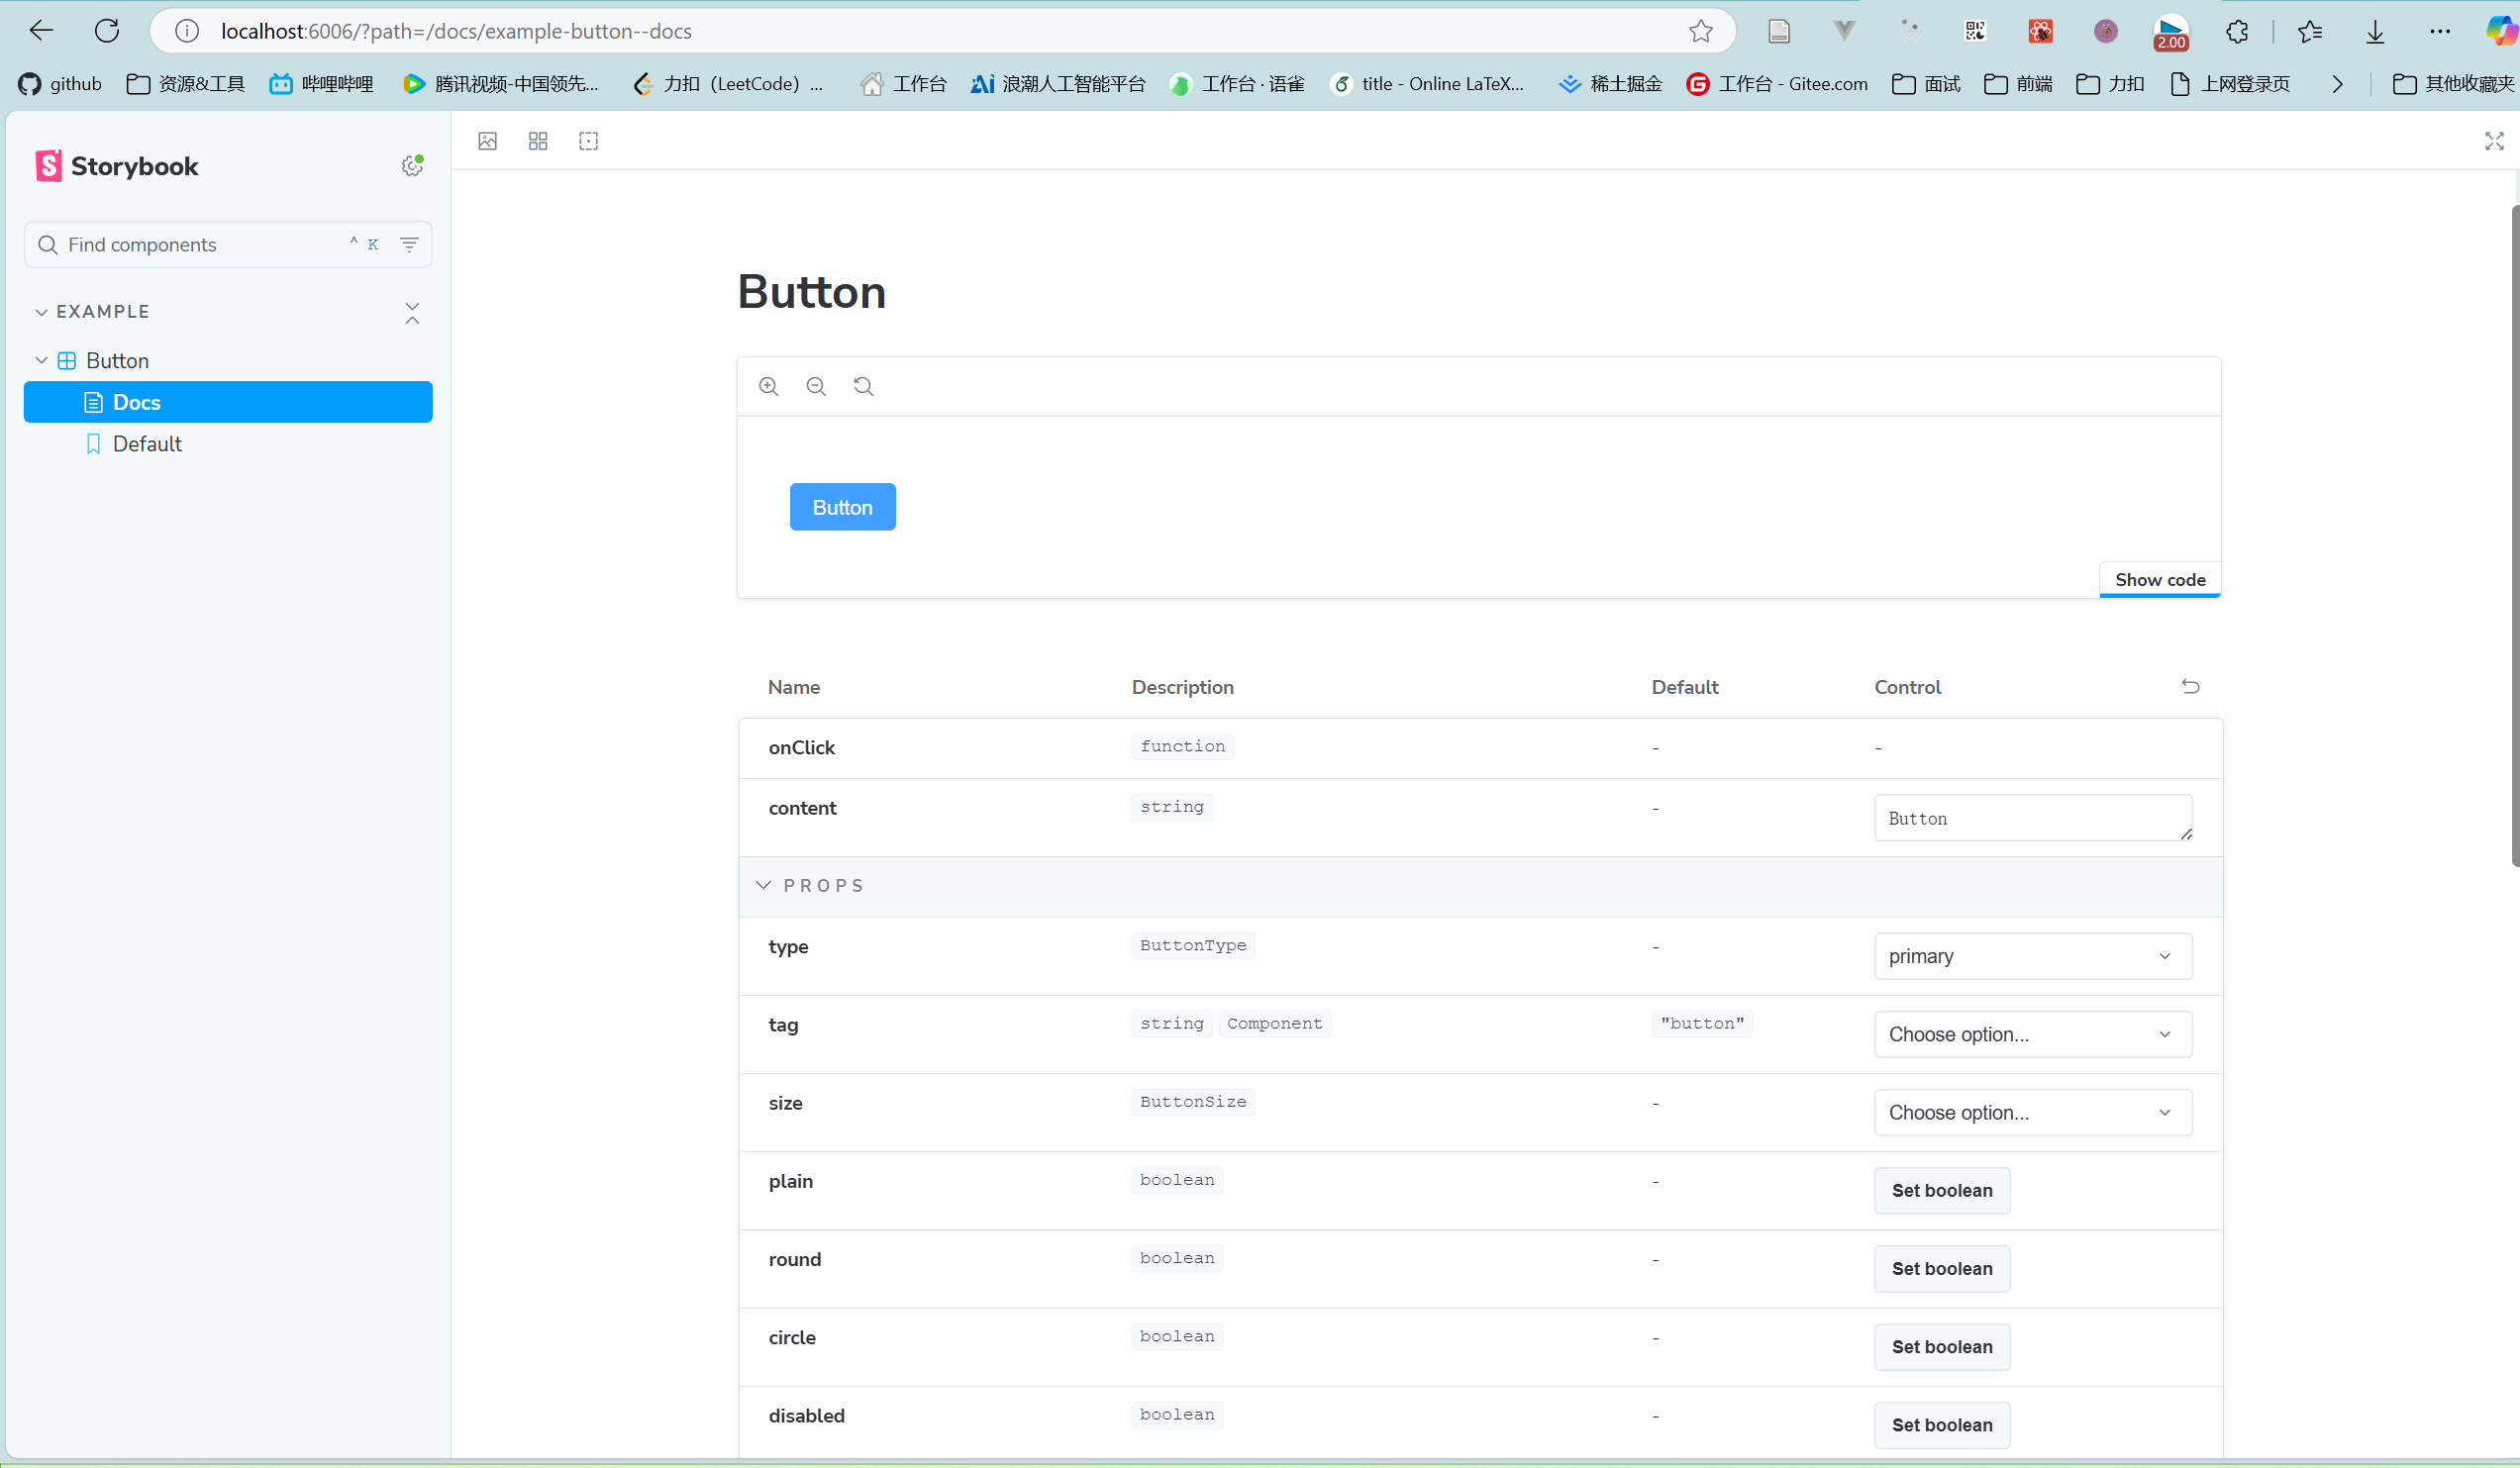 localhost:6006/?path=/docs/example-button--docs
2.00
github 资源&工具 哔哩哔哩 腾讯视频-中国领先... 力扣（LeetCode）... 工作台 浪潮人工智能平台 工作台 · 语雀 title - Online LaTeX... 稀土掘金 工作台 - Gitee.com 面试 前端 力扣 上网登录页 其他收藏夹
Storybook
Find components ^ K
EXAMPLE
Button
Docs
Default
Button
Button
Show code
Name Description Default Control
onClick function - -
content string - Button
PROPS
type ButtonType - primary
tag string Component "button" Choose option...
size ButtonSize - Choose option...
plain boolean - Set boolean
round boolean - Set boolean
circle boolean - Set boolean
disabled boolean - Set boolean